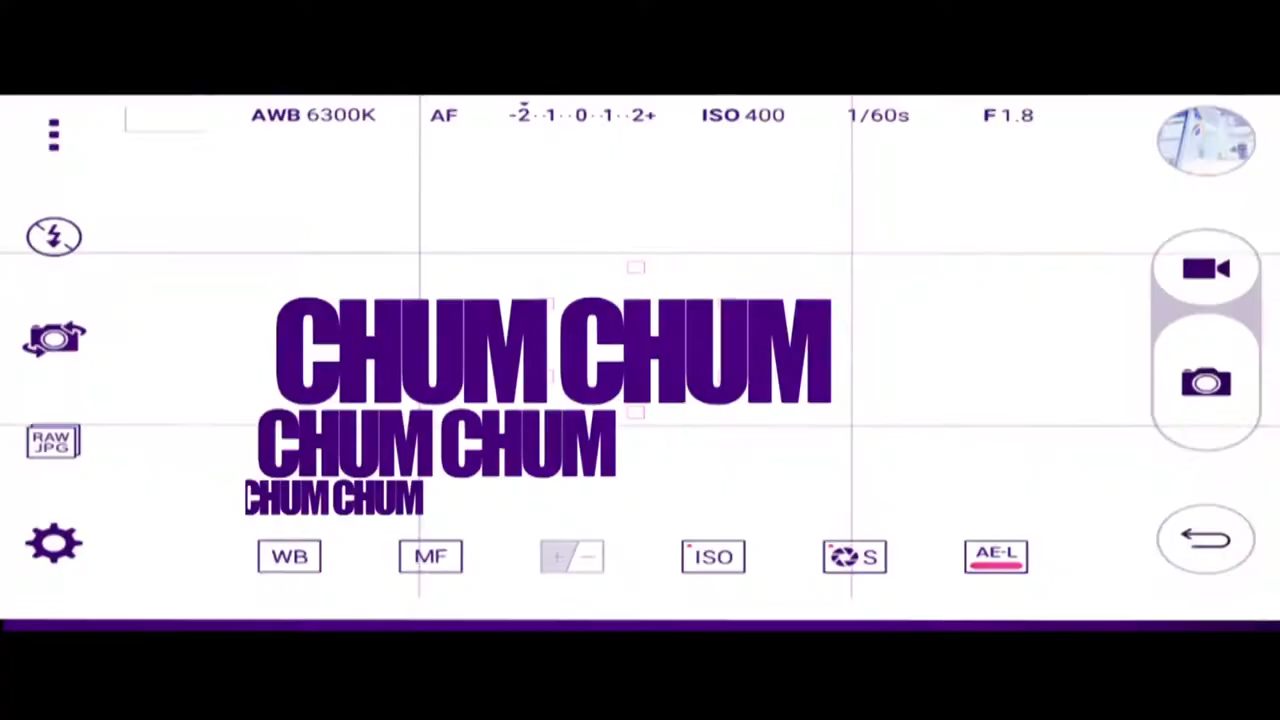 AWB 6300K AF -2··1··0··1··2+ ISO 400 1/60s F 1.8
CHUM CHUM
CHUM CHUM
CHUM CHUM
RAW
JPG
WB MF + - ISO S AE-L